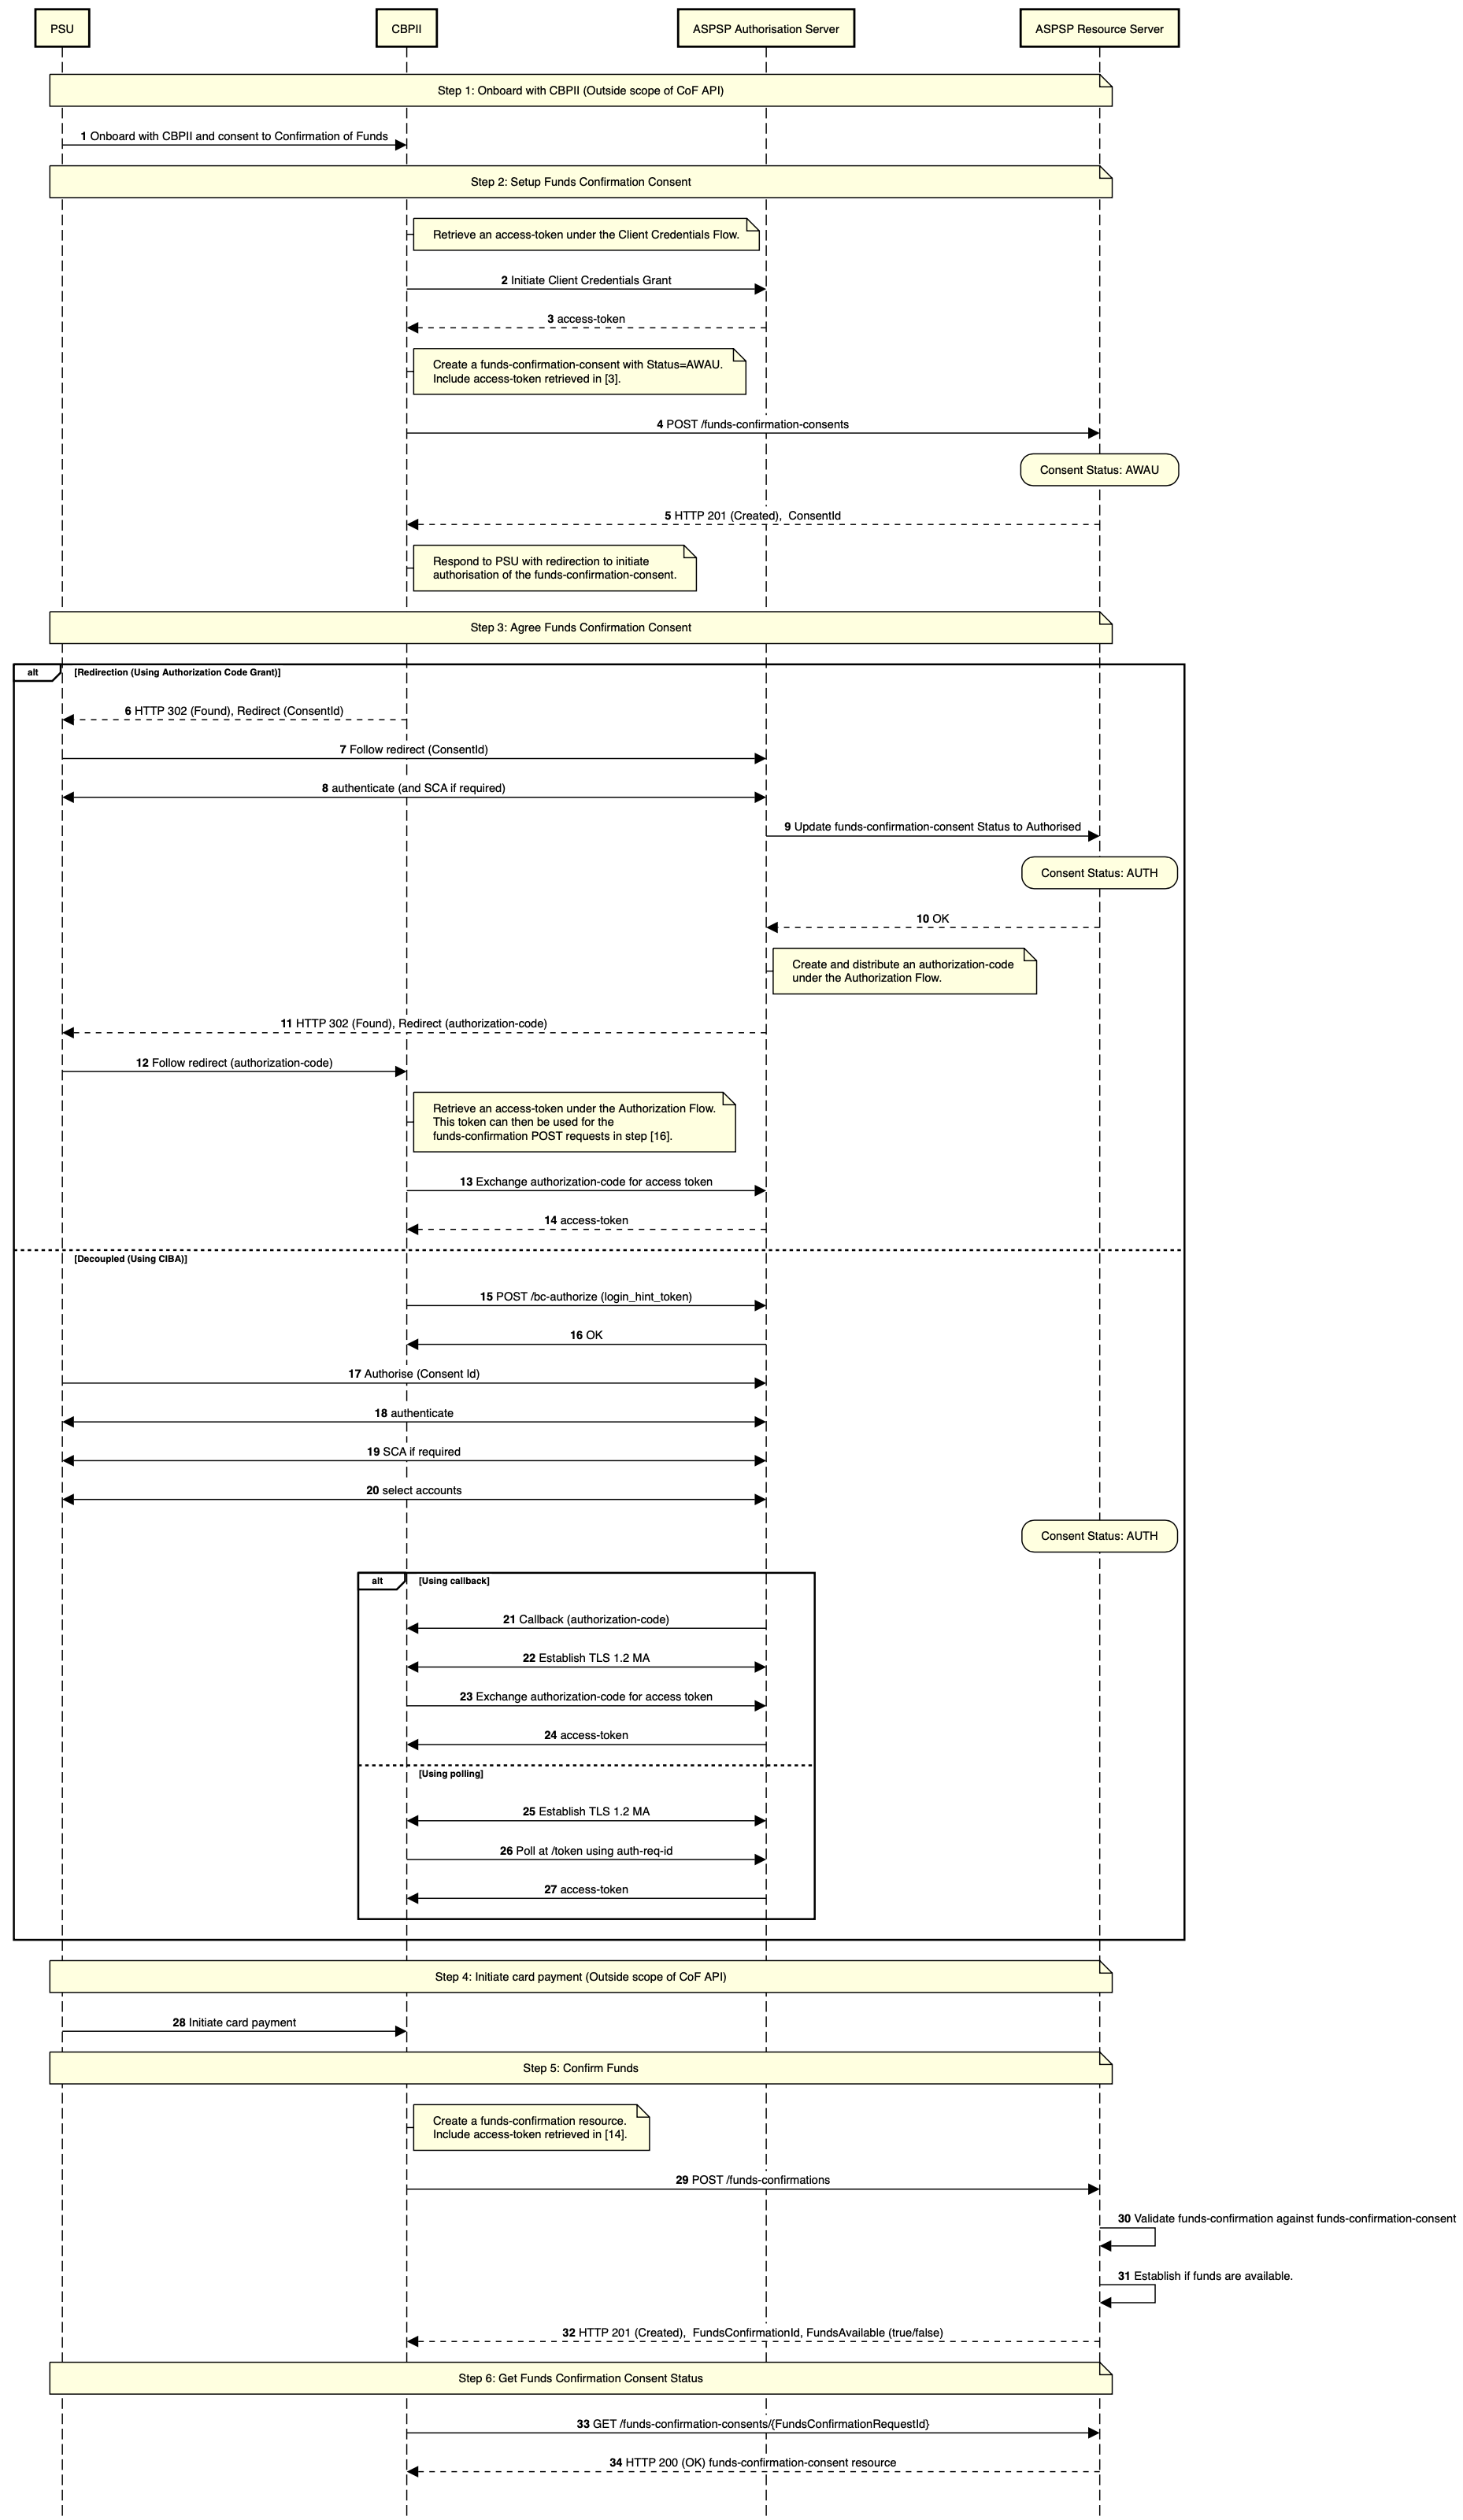 PSU
CBPII
ASPSP Authorisation Server
ASPSP Resource Server
Step 1: Onboard with CBPII (Outside scope of CoF API)
1 Onboard with CBPII and consent to Confirmation of Funds
Step 2: Setup Funds Confirmation Consent
Retrieve an access-token under the Client Credentials Flow.
2 Initiate Client Credentials Grant
3 access-token
Create a funds-confirmation-consent with Status=AWAU.
Include access-token retrieved in [3].
4 POST /funds-confirmation-consents
Consent Status: AWAU
5 HTTP 201 (Created),  ConsentId
Respond to PSU with redirection to initiate
authorisation of the funds-confirmation-consent.
Step 3: Agree Funds Confirmation Consent
alt
[Redirection (Using Authorization Code Grant)]
6 HTTP 302 (Found), Redirect (ConsentId)
7 Follow redirect (ConsentId)
8 authenticate (and SCA if required)
9 Update funds-confirmation-consent Status to Authorised
Consent Status: AUTH
10 OK
Create and distribute an authorization-code
under the Authorization Flow.
11 HTTP 302 (Found), Redirect (authorization-code)
12 Follow redirect (authorization-code)
Retrieve an access-token under the Authorization Flow.
This token can then be used for the
funds-confirmation POST requests in step [16].
13 Exchange authorization-code for access token
14 access-token
[Decoupled (Using CIBA)]
15 POST /bc-authorize (login_hint_token)
16 OK
17 Authorise (Consent Id)
18 authenticate
19 SCA if required
20 select accounts
Consent Status: AUTH
alt
[Using callback]
21 Callback (authorization-code)
22 Establish TLS 1.2 MA
23 Exchange authorization-code for access token
24 access-token
[Using polling]
25 Establish TLS 1.2 MA
26 Poll at /token using auth-req-id
27 access-token
Step 4: Initiate card payment (Outside scope of CoF API)
28 Initiate card payment
Step 5: Confirm Funds
Create a funds-confirmation resource.
Include access-token retrieved in [14].
29 POST /funds-confirmations
30 Validate funds-confirmation against funds-confirmation-consent
31 Establish if funds are available.
32 HTTP 201 (Created),  FundsConfirmationId, FundsAvailable (true/false)
Step 6: Get Funds Confirmation Consent Status
33 GET /funds-confirmation-consents/{FundsConfirmationRequestId}
34 HTTP 200 (OK) funds-confirmation-consent resource